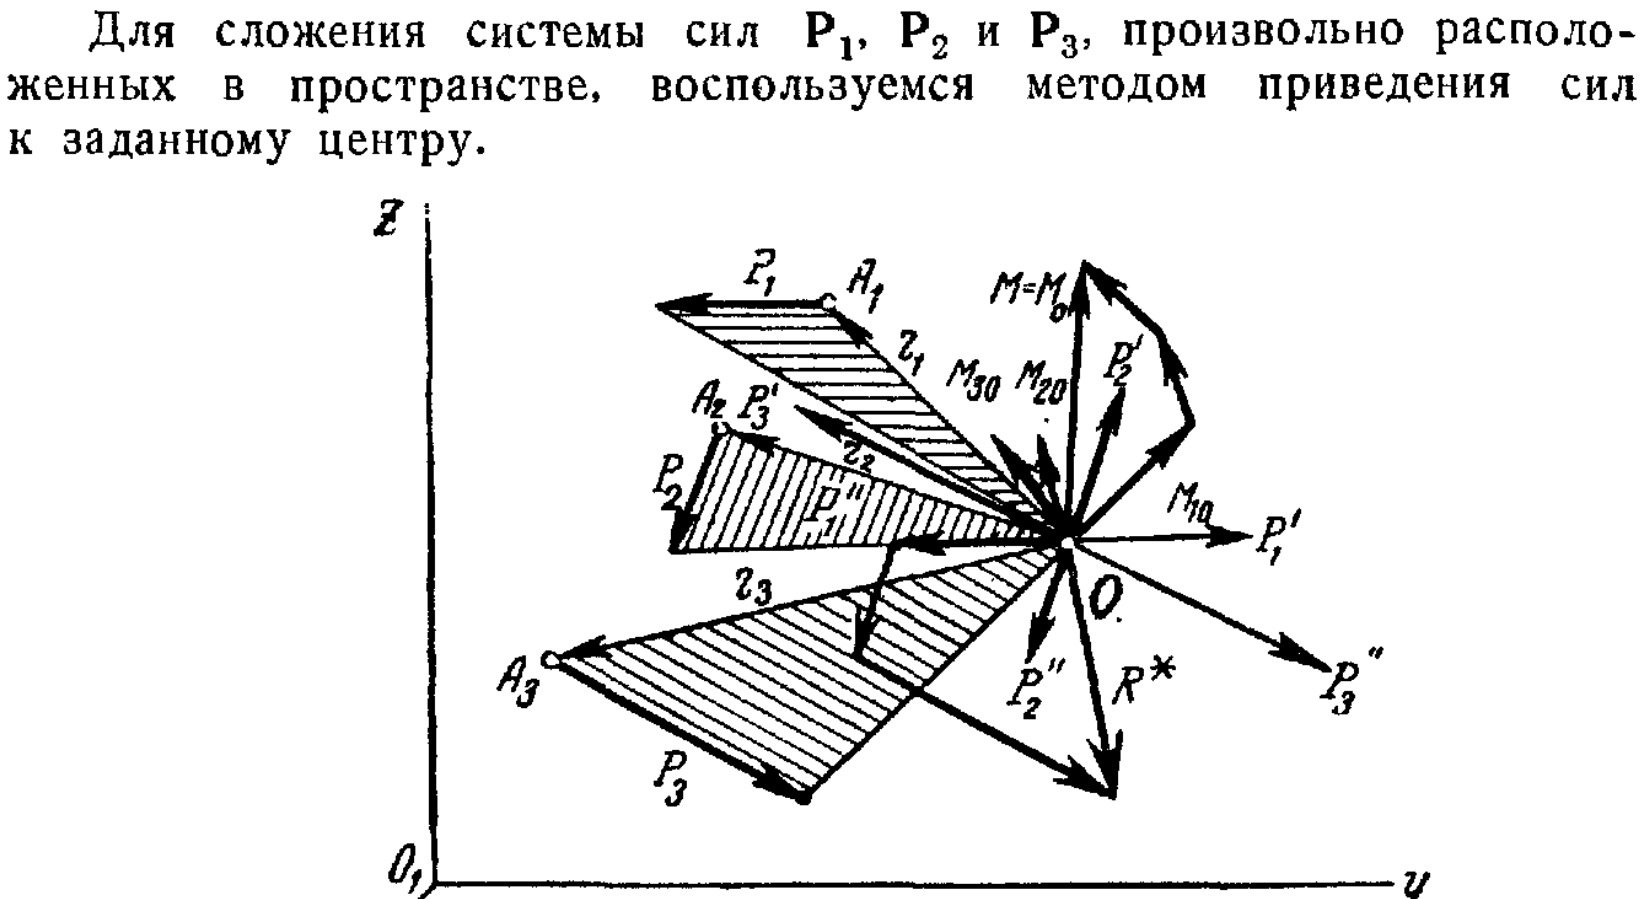 Для сложения системы сил P₁, P₂ и P₃, произвольно располо-
женных в пространстве, воспользуемся методом приведения сил
к заданному центру.
Z
P₁ A₁
M=M₀
r₁
M₃₀ M₂₀ P₂'
A₂ P₃'
r₂
P₂ P₁'' M₁₀
P₁'
r₃ O
A₃ P₂'' R* P₃''
P₃
O₁ y